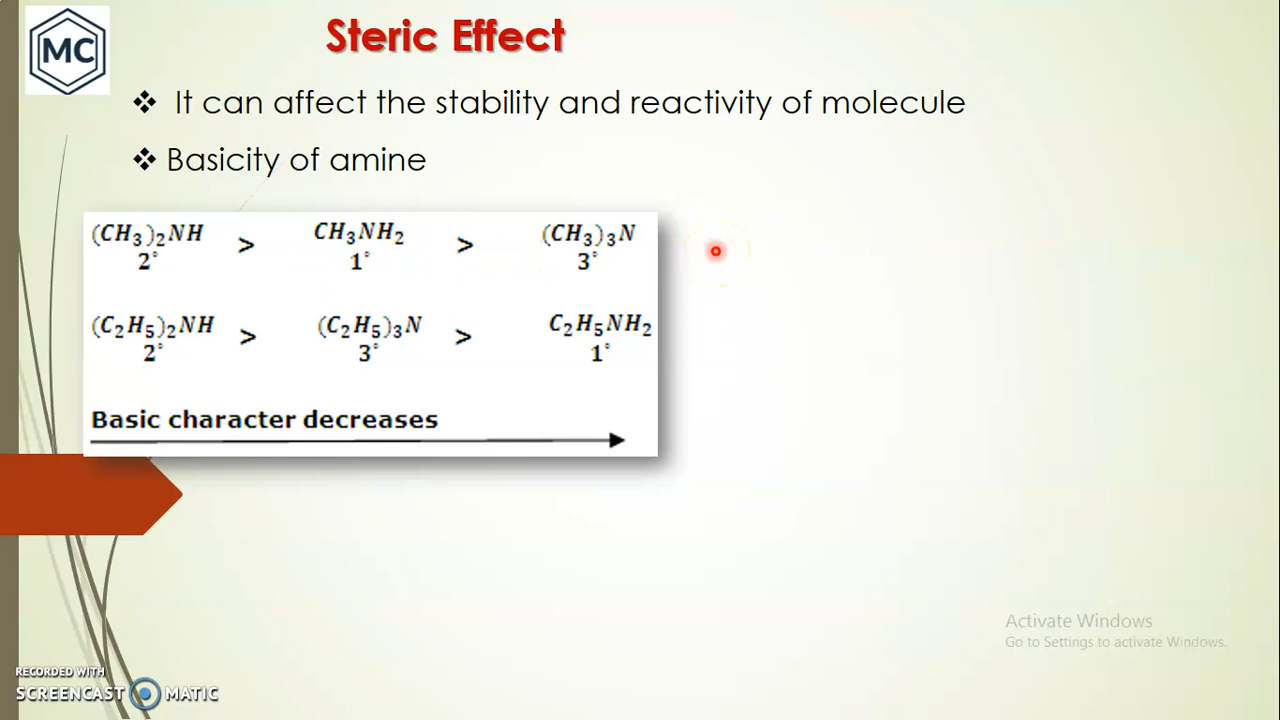 MC
Steric Effect
❖ It can affect the stability and reactivity of molecule
❖ Basicity of amine
(CH₃)₂NH > CH₃NH₂ > (CH₃)₃N
2° 1° 3°
(C₂H₅)₂NH > (C₂H₅)₃N > C₂H₅NH₂
2° 3° 1°
Basic character decreases
Activate Windows
Go to Settings to activate Windows.
RECORDED WITH
SCREENCAST MATIC